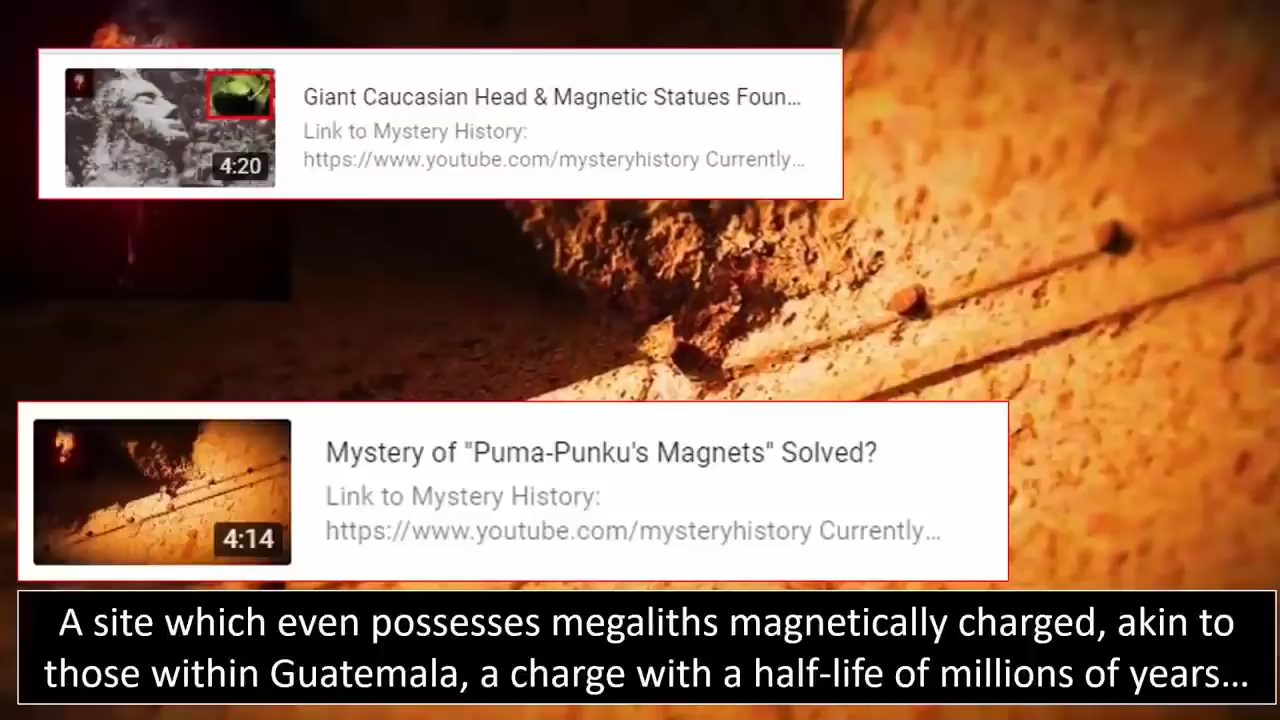 Giant Caucasian Head & Magnetic Statues Foun...
Link to Mystery History:
4:20
https://www.youtube.com/mysteryhistory Currently...
Mystery of "Puma-Punku's Magnets" Solved?
Link to Mystery History:
https://www.youtube.com/mysteryhistory Currently...
4:14
A site which even possesses megaliths magnetically charged, akin to
those within Guatemala, a charge with a half-life of millions of years...